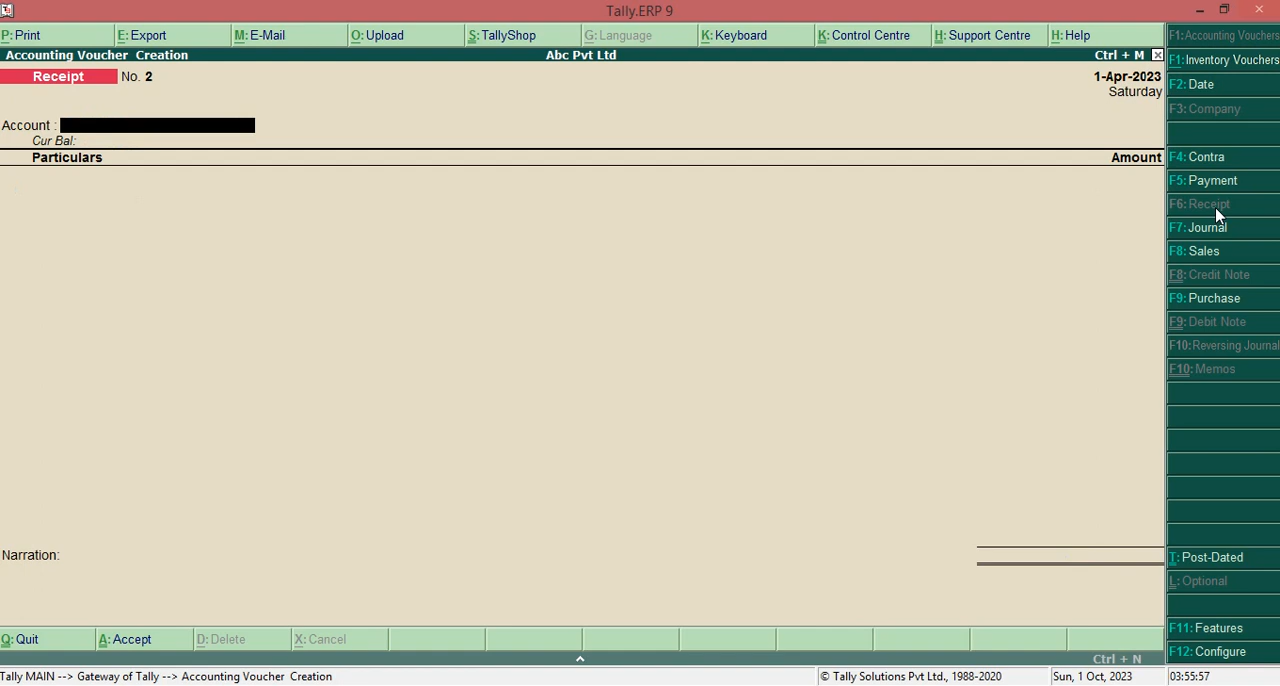 Tally.ERP 9
P: Print E: Export M: E-Mail O: Upload S: TallyShop G: Language K: Keyboard K: Control Centre H: Support Centre H: Help
Accounting Voucher Creation Abc Pvt Ltd Ctrl + M
Receipt No. 2 1-Apr-2023
Saturday
Account :
Cur Bal:
Particulars Amount
Narration:
Q: Quit A: Accept D: Delete X: Cancel
Ctrl + N
F1: Accounting Vouchers
F1: Inventory Vouchers
F2: Date
F3: Company
F4: Contra
F5: Payment
F6: Receipt
F7: Journal
F8: Sales
F8: Credit Note
F9: Purchase
F9: Debit Note
F10: Reversing Journal
F10: Memos
T: Post-Dated
L: Optional
F11: Features
F12: Configure
Tally MAIN --> Gateway of Tally --> Accounting Voucher Creation © Tally Solutions Pvt Ltd., 1988-2020 Sun, 1 Oct, 2023 03:55:57